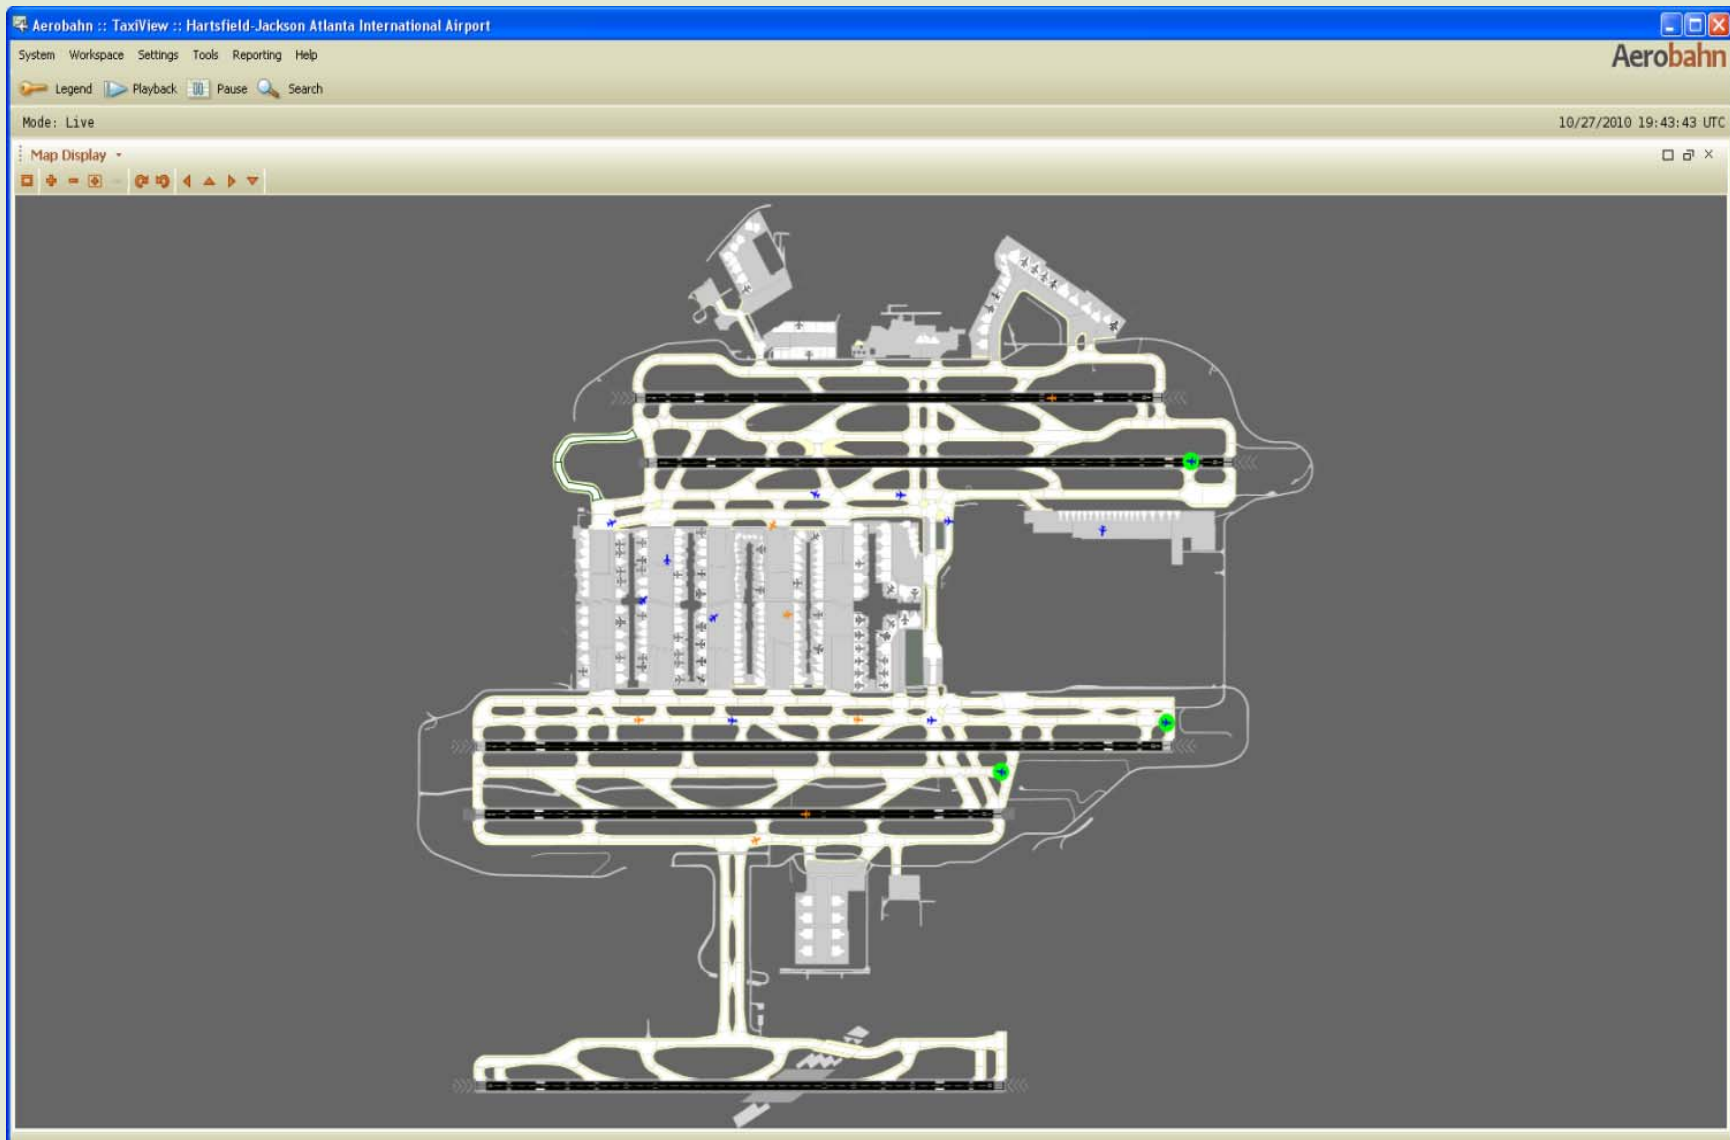 Aerobahn :: TaxiView :: Hartsfield-Jackson Atlanta International Airport
System Workspace Settings Tools Reporting Help
Aerobahn
Legend Playback Pause Search
Mode: Live
10/27/2010 19:43:43 UTC
Map Display